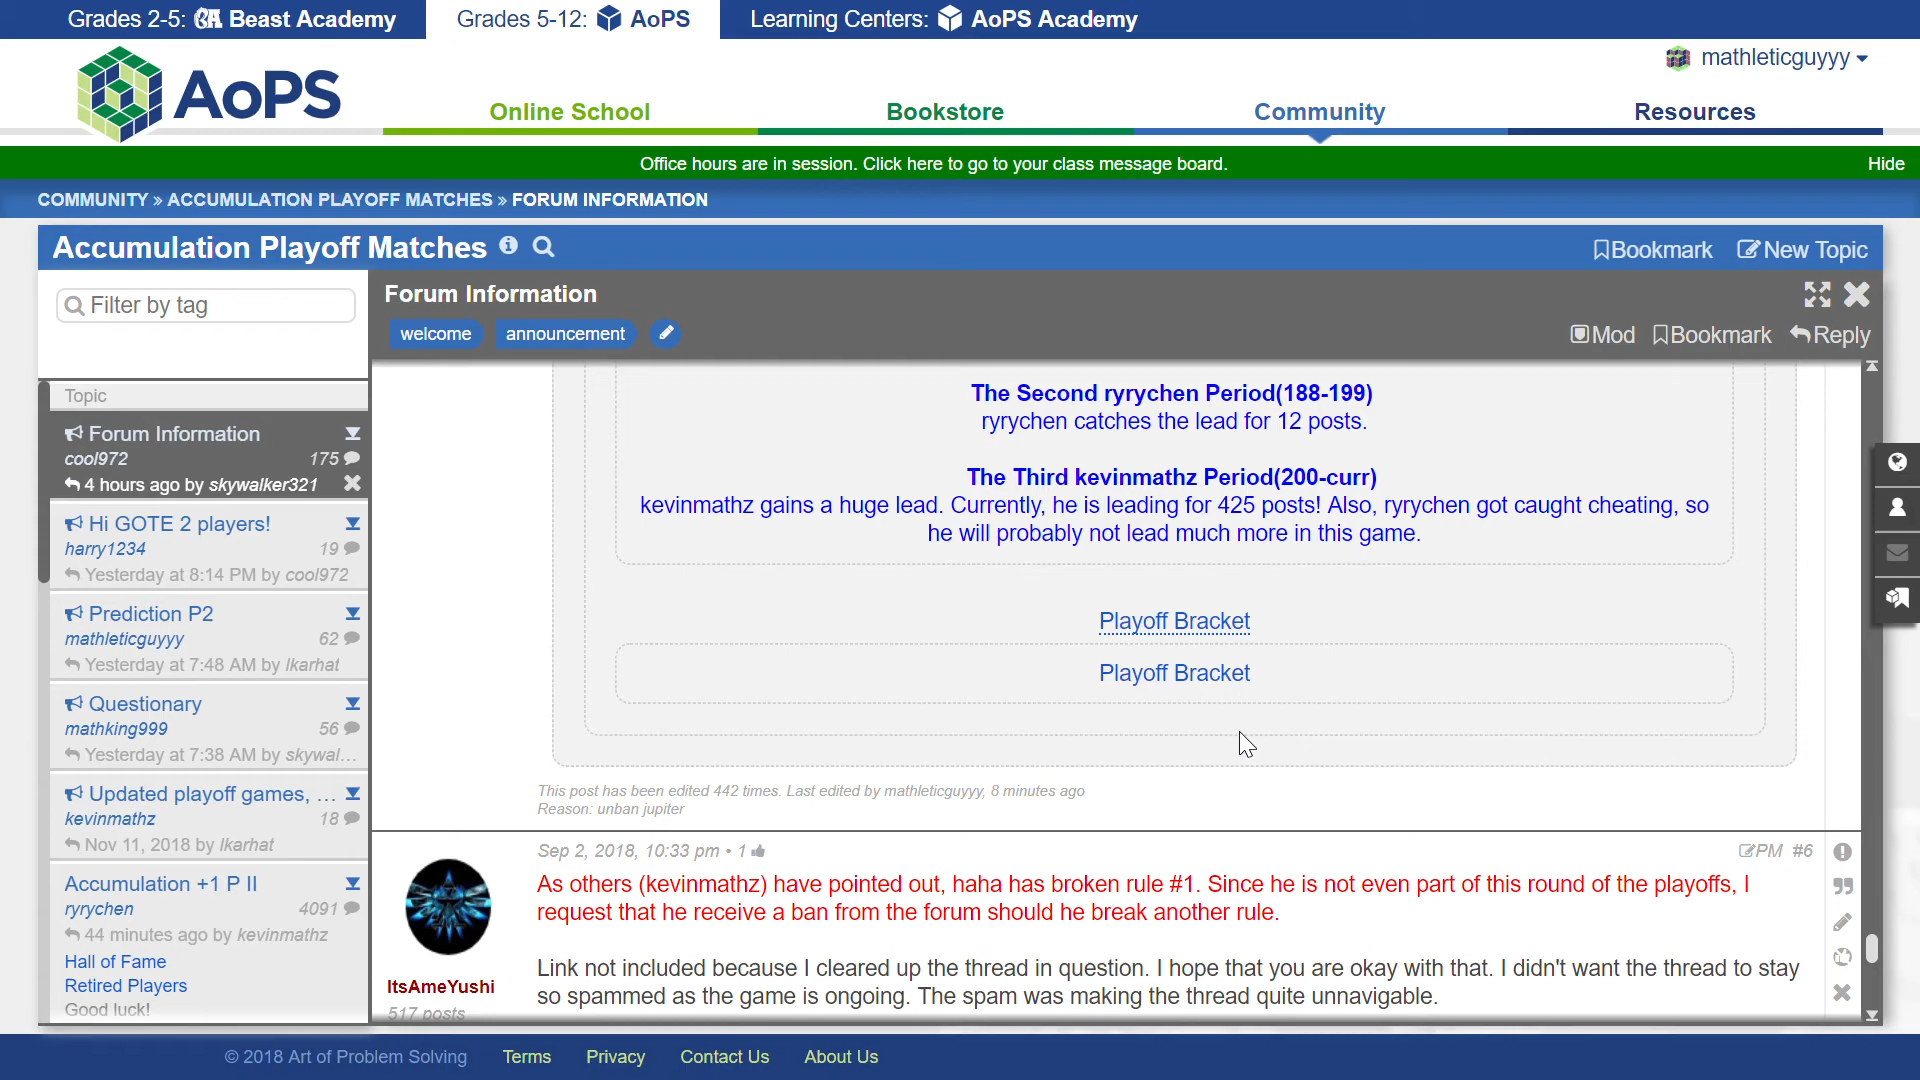 Grades 2-5: Beast Academy
Grades 5-12: AoPS
Learning Centers: AoPS Academy
AoPS
mathleticguyyy
Online School
Bookstore
Community
Resources
Office hours are in session. Click here to go to your class message board.
Hide
COMMUNITY » ACCUMULATION PLAYOFF MATCHES » FORUM INFORMATION
Accumulation Playoff Matches
Bookmark
New Topic
Filter by tag
Forum Information
welcome
announcement
Mod
Bookmark
Reply
Topic
Forum Information
cool972
175
4 hours ago by skywalker321
Hi GOTE 2 players!
harry1234
19
Yesterday at 8:14 PM by cool972
Prediction P2
mathleticguyyy
62
Yesterday at 7:48 AM by lkarhat
Questionary
mathking999
56
Yesterday at 7:38 AM by skywal...
Updated playoff games, ...
kevinmathz
18
Nov 11, 2018 by lkarhat
Accumulation +1 P II
ryrychen
4091
44 minutes ago by kevinmathz
Hall of Fame
Retired Players
Good luck!
The Second ryrychen Period(188-199)
ryrychen catches the lead for 12 posts.
The Third kevinmathz Period(200-curr)
kevinmathz gains a huge lead. Currently, he is leading for 425 posts! Also, ryrychen got caught cheating, so
he will probably not lead much more in this game.
Playoff Bracket
Playoff Bracket
This post has been edited 442 times. Last edited by mathleticguyyy, 8 minutes ago
Reason: unban jupiter
Sep 2, 2018, 10:33 pm • 1
PM #6
As others (kevinmathz) have pointed out, haha has broken rule #1. Since he is not even part of this round of the playoffs, I
request that he receive a ban from the forum should he break another rule.
Link not included because I cleared up the thread in question. I hope that you are okay with that. I didn't want the thread to stay
so spammed as the game is ongoing. The spam was making the thread quite unnavigable.
ItsAmeYushi
517 posts
© 2018 Art of Problem Solving
Terms
Privacy
Contact Us
About Us